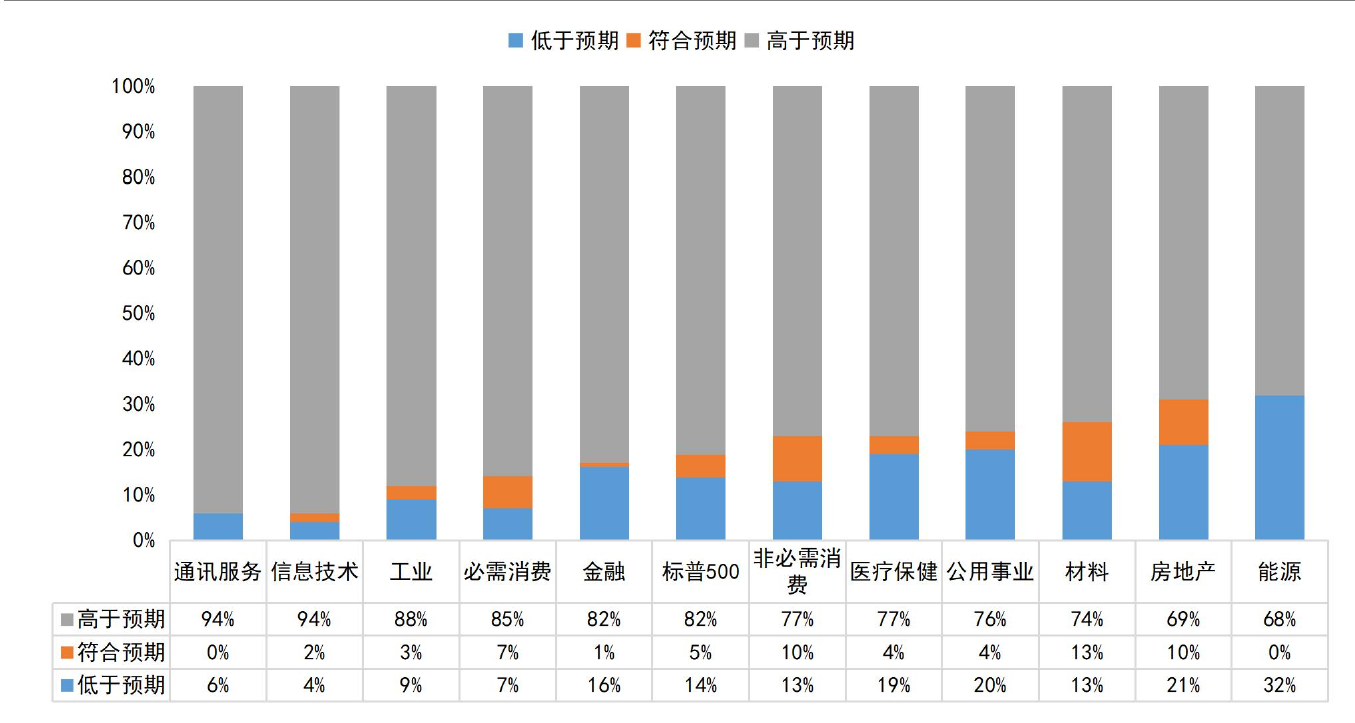 低于预期 符合预期 高于预期
100%
90%
80%
70%
60%
50%
40%
30%
20%
10%
0%
通讯服务 信息技术 工业 必需消费 金融 标普500 非必需消费 医疗保健 公用事业 材料 房地产 能源
高于预期 94% 94% 88% 85% 82% 82% 77% 77% 76% 74% 69% 68%
符合预期 0% 2% 3% 7% 1% 5% 10% 4% 4% 13% 10% 0%
低于预期 6% 4% 9% 7% 16% 14% 13% 19% 20% 13% 21% 32%